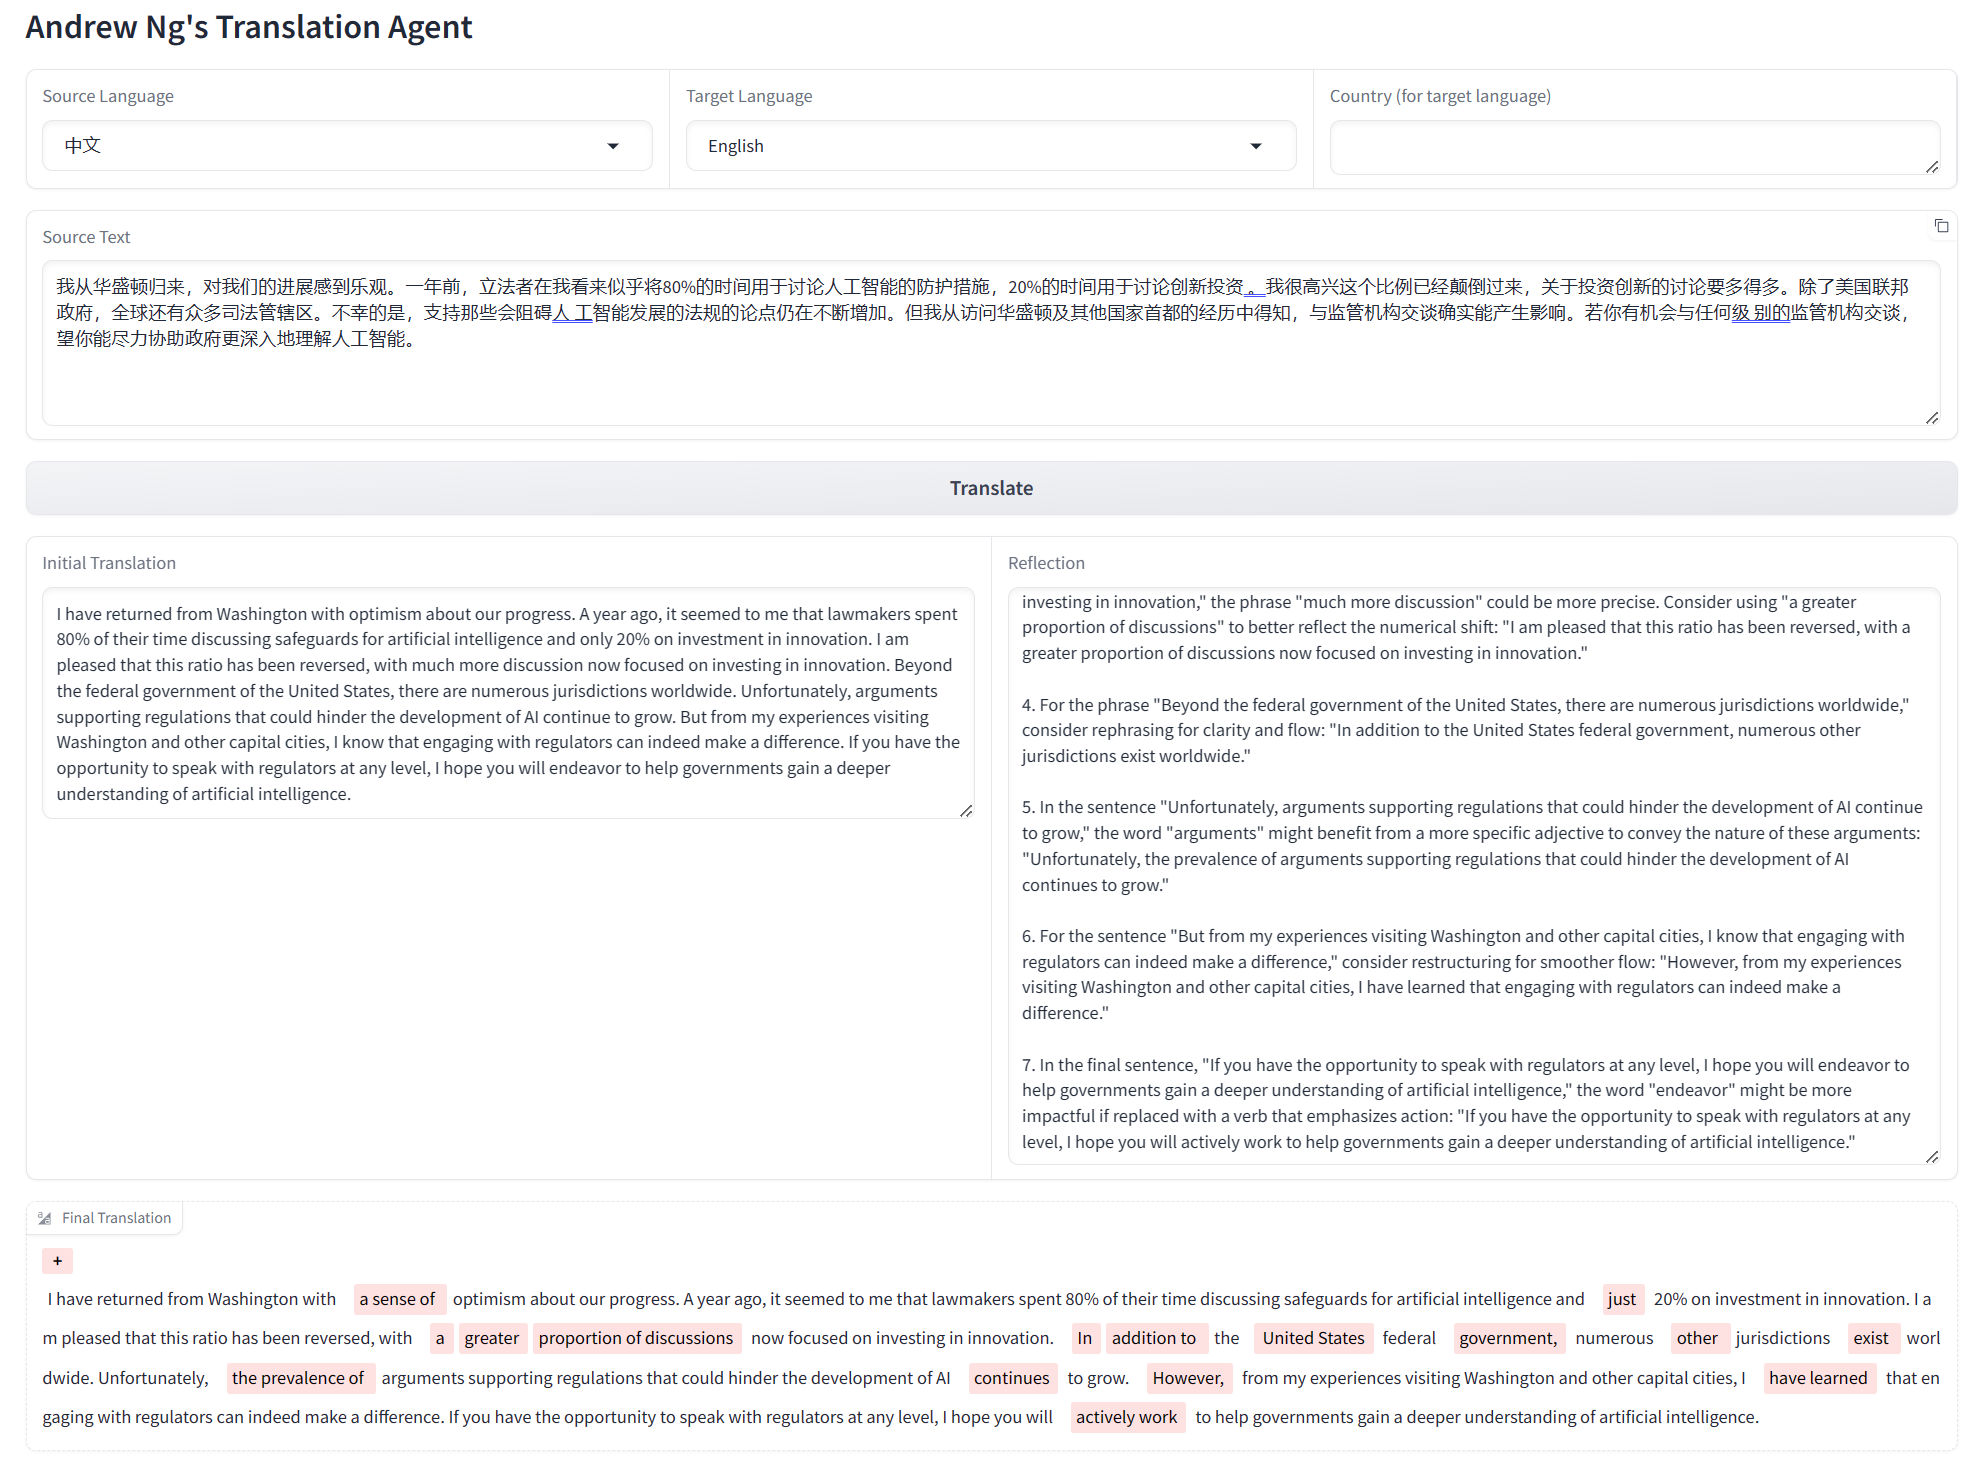 Andrew Ng's Translation Agent
Source Language
中文
Target Language
English
Country (for target language)
Source Text
我从华盛顿归来，对我们的进展感到乐观。一年前，立法者在我看来似乎将80%的时间用于讨论人工智能的防护措施，20%的时间用于讨论创新投资。我很高兴这个比例已经颠倒过来，关于投资创新的讨论要多得多。除了美国联邦
政府，全球还有众多司法管辖区。不幸的是，支持那些会阻碍人 工智能发展的法规的论点仍在不断增加。但我从访问华盛顿及其他国家首都的经历中得知，与监管机构交谈确实能产生影响。若你有机会与任何级 别的监管机构交谈，
望你能尽力协助政府更深入地理解人工智能。
Translate
Initial Translation
I have returned from Washington with optimism about our progress. A year ago, it seemed to me that lawmakers spent
80% of their time discussing safeguards for artificial intelligence and only 20% on investment in innovation. I am
pleased that this ratio has been reversed, with much more discussion now focused on investing in innovation. Beyond
the federal government of the United States, there are numerous jurisdictions worldwide. Unfortunately, arguments
supporting regulations that could hinder the development of AI continue to grow. But from my experiences visiting
Washington and other capital cities, I know that engaging with regulators can indeed make a difference. If you have the
opportunity to speak with regulators at any level, I hope you will endeavor to help governments gain a deeper
understanding of artificial intelligence.
Reflection
investing in innovation," the phrase "much more discussion" could be more precise. Consider using "a greater
proportion of discussions" to better reflect the numerical shift: "I am pleased that this ratio has been reversed, with a
greater proportion of discussions now focused on investing in innovation."
4. For the phrase "Beyond the federal government of the United States, there are numerous jurisdictions worldwide,"
consider rephrasing for clarity and flow: "In addition to the United States federal government, numerous other
jurisdictions exist worldwide."
5. In the sentence "Unfortunately, arguments supporting regulations that could hinder the development of AI continue
to grow," the word "arguments" might benefit from a more specific adjective to convey the nature of these arguments:
"Unfortunately, the prevalence of arguments supporting regulations that could hinder the development of AI
continues to grow."
6. For the sentence "But from my experiences visiting Washington and other capital cities, I know that engaging with
regulators can indeed make a difference," consider restructuring for smoother flow: "However, from my experiences
visiting Washington and other capital cities, I have learned that engaging with regulators can indeed make a
difference."
7. In the final sentence, "If you have the opportunity to speak with regulators at any level, I hope you will endeavor to
help governments gain a deeper understanding of artificial intelligence," the word "endeavor" might be more
impactful if replaced with a verb that emphasizes action: "If you have the opportunity to speak with regulators at any
level, I hope you will actively work to help governments gain a deeper understanding of artificial intelligence."
Final Translation
+
I have returned from Washington with a sense of optimism about our progress. A year ago, it seemed to me that lawmakers spent 80% of their time discussing safeguards for artificial intelligence and just 20% on investment in innovation. I a
m pleased that this ratio has been reversed, with a greater proportion of discussions now focused on investing in innovation. In addition to the United States federal government, numerous other jurisdictions exist worl
dwide. Unfortunately, the prevalence of arguments supporting regulations that could hinder the development of AI continues to grow. However, from my experiences visiting Washington and other capital cities, I have learned that en
gaging with regulators can indeed make a difference. If you have the opportunity to speak with regulators at any level, I hope you will actively work to help governments gain a deeper understanding of artificial intelligence.